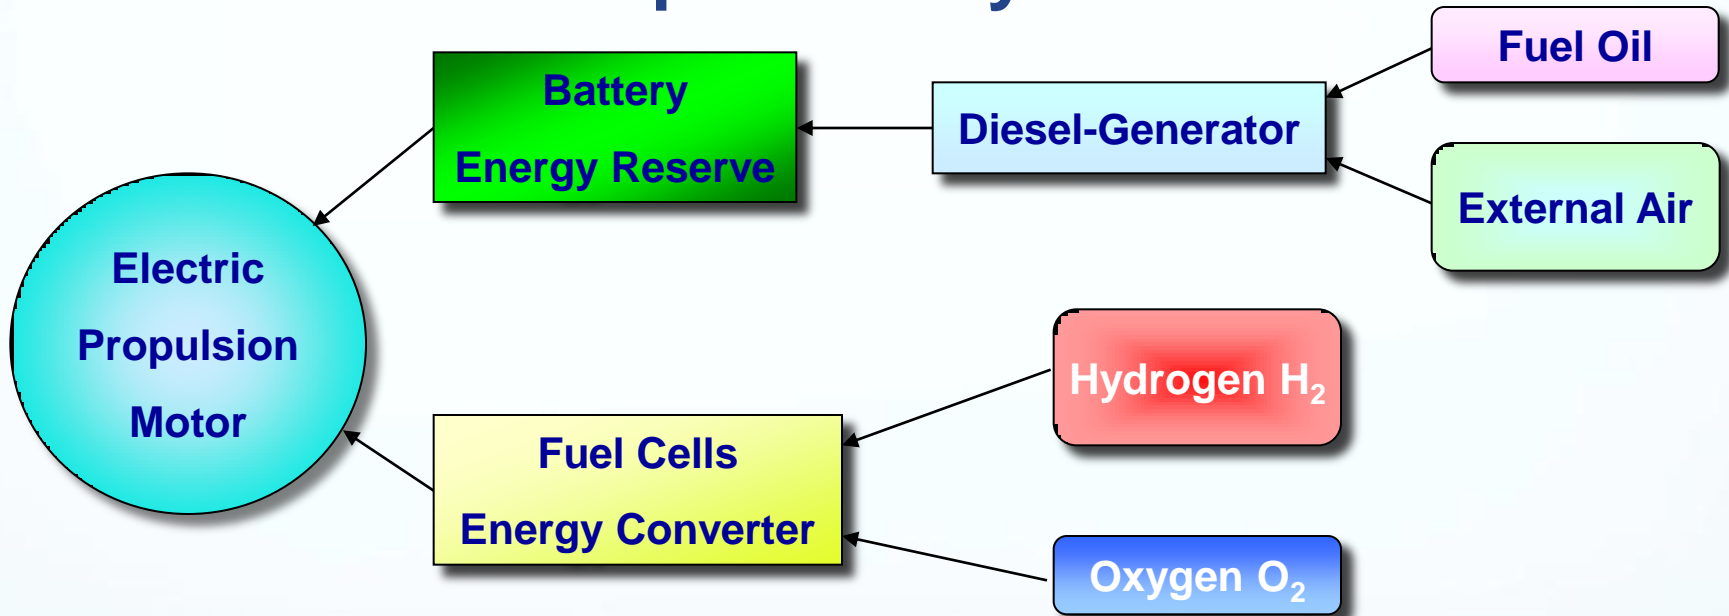 Fuel Oil
Battery
Energy Reserve
Diesel-Generator
External Air
Electric
Propulsion
Motor
Hydrogen H₂
Fuel Cells
Energy Converter
Oxygen O₂